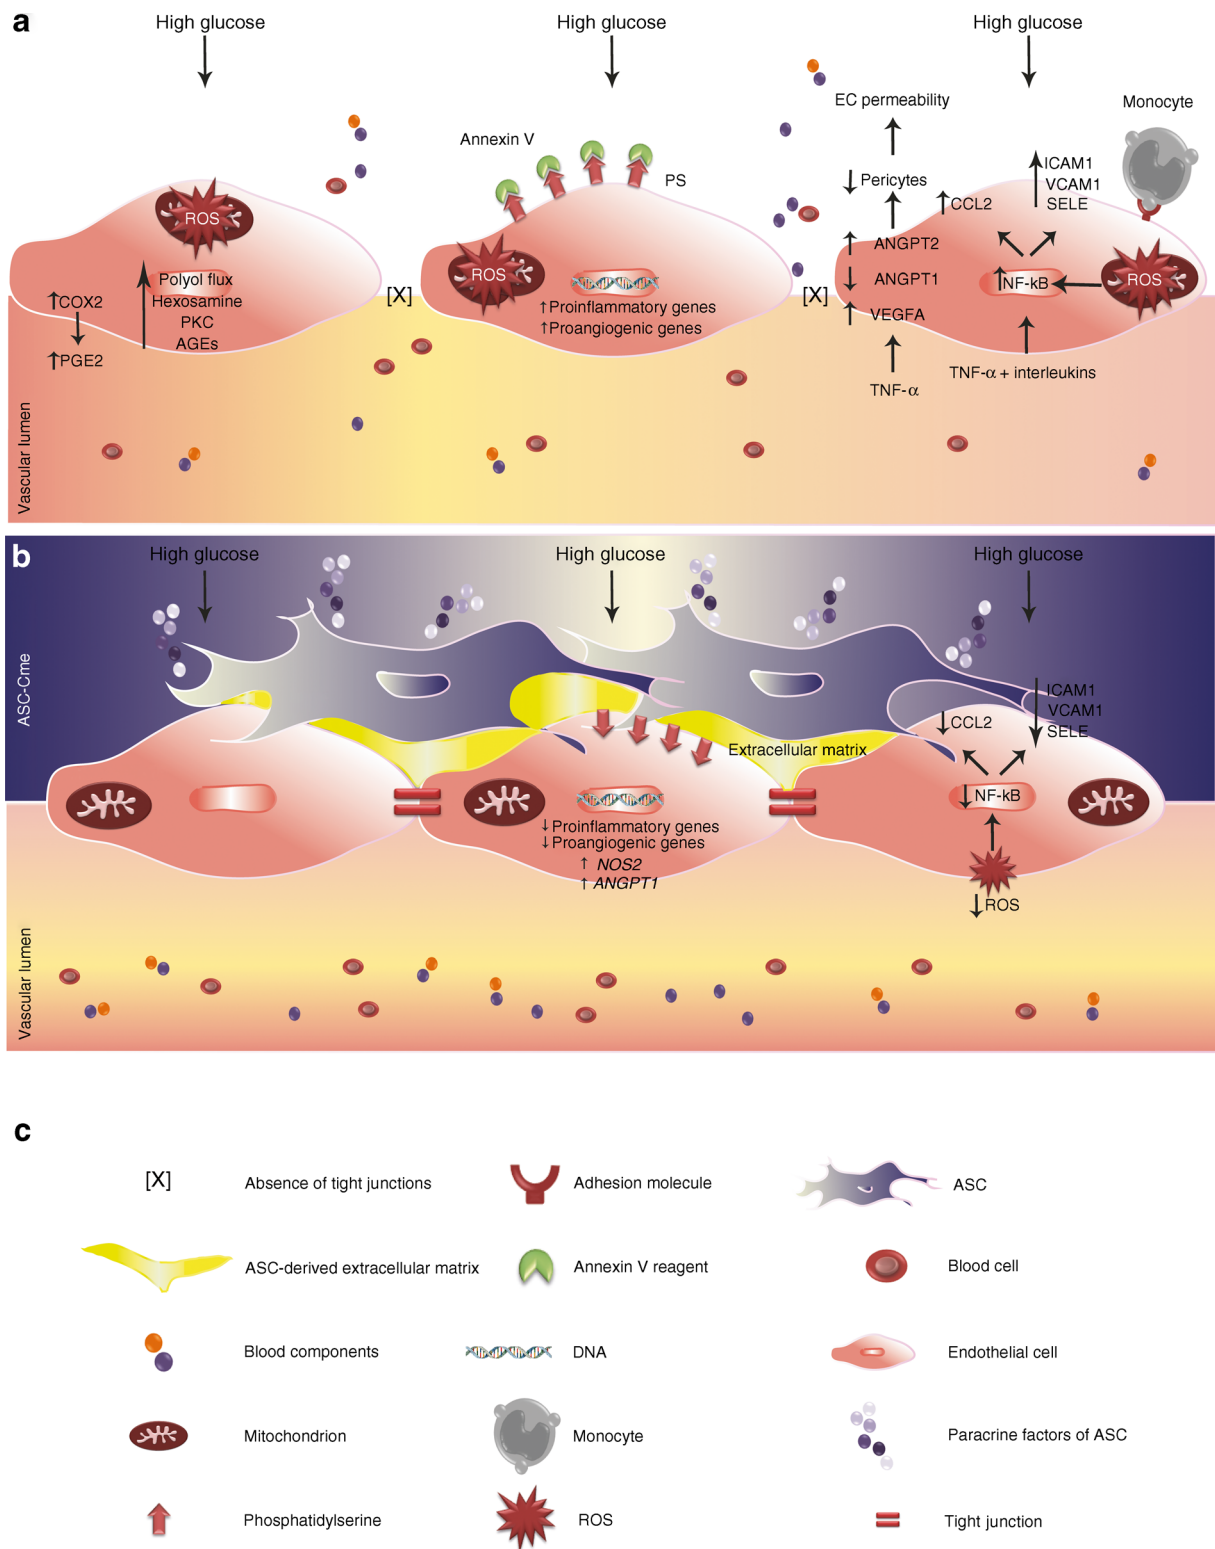 a
High glucose
High glucose
High glucose
EC permeability
Monocyte
Annexin V
PS
ICAM1
VCAM1
SELE
↓Pericytes
↑CCL2
ROS
ROS
ROS
↑ ANGPT2
↓ ANGPT1
↑ VEGFA
↑NF-kB
Polyol flux
Hexosamine
PKC
AGEs
↑COX2
↑PGE2
[X]
[X]
↑Proinflammatory genes
↑Proangiogenic genes
TNF-α
TNF-α + interleukins
Vascular lumen
b
High glucose
High glucose
High glucose
ASC-Cme
ICAM1
VCAM1
SELE
↓CCL2
Extracellular matrix
↓NF-kB
↓Proinflammatory genes
↓Proangiogenic genes
↑ NOS2
↑ ANGPT1
↓ROS
Vascular lumen
c
[X] Absence of tight junctions
Adhesion molecule
ASC
ASC-derived extracellular matrix
Annexin V reagent
Blood cell
Blood components
DNA
Endothelial cell
Mitochondrion
Monocyte
Paracrine factors of ASC
Phosphatidylserine
ROS
Tight junction